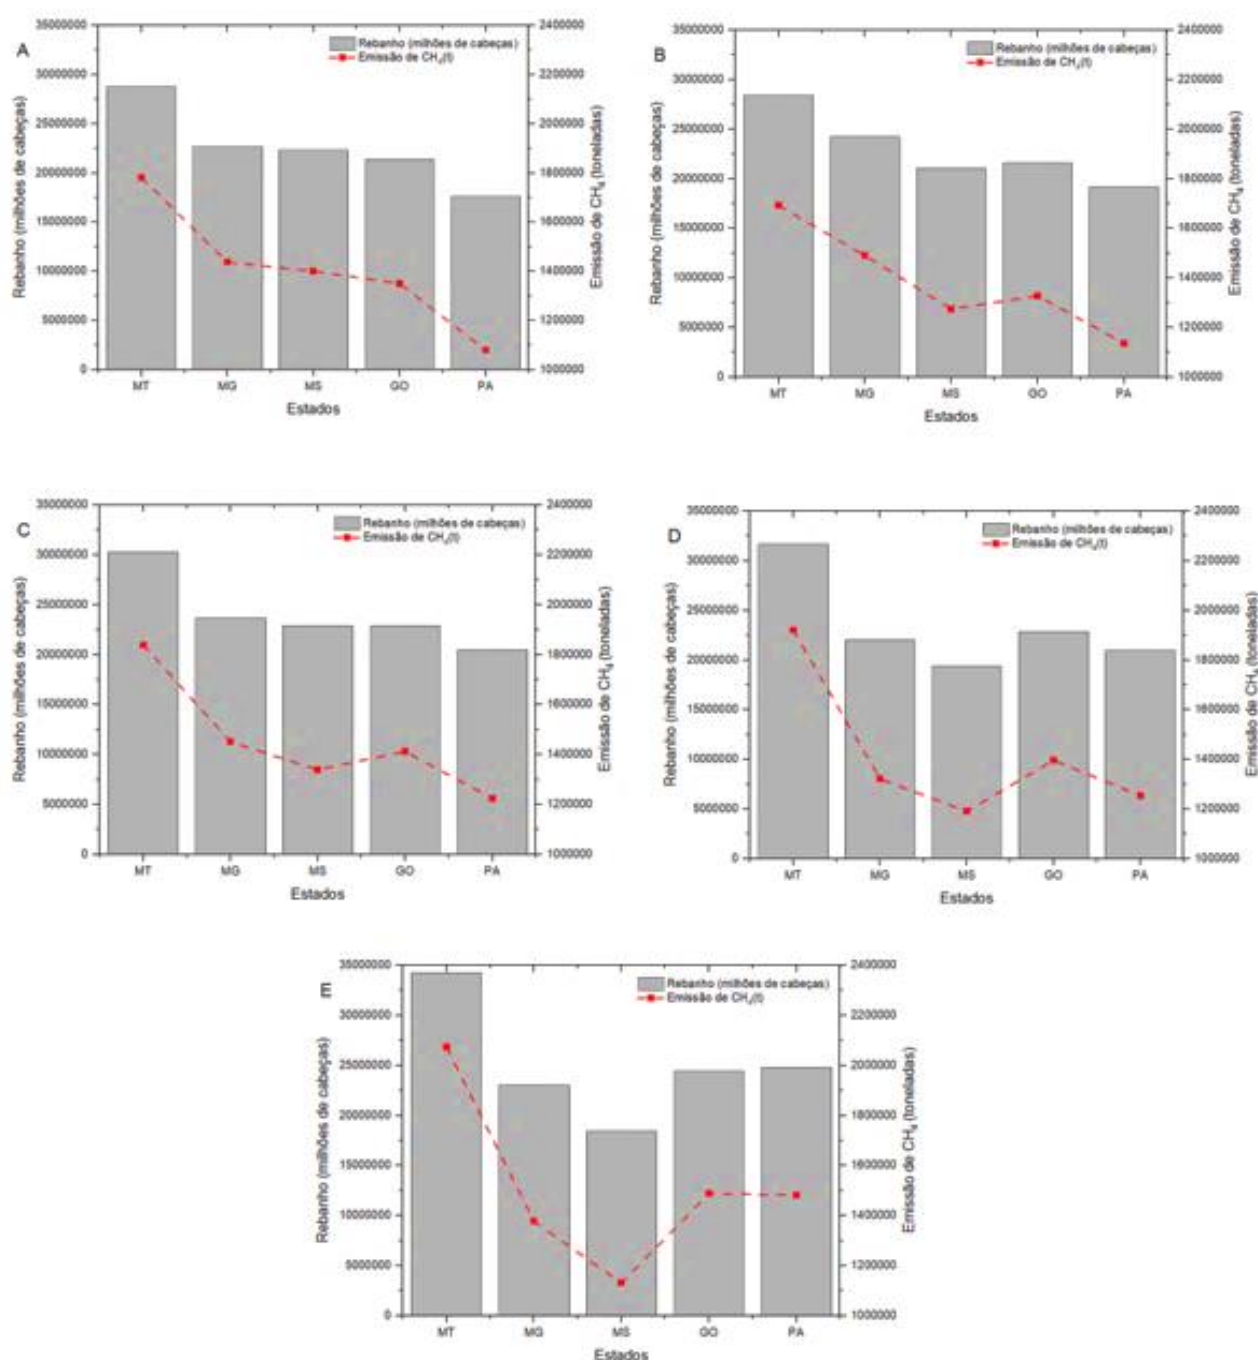 A
Rebanho (milhões de cabeças)
Emissão de CH₄(t)
35000000
30000000
25000000
20000000
15000000
10000000
5000000
0
Rebanho (milhões de cabeças)
2400000
2200000
2000000
1800000
1600000
1400000
1200000
1000000
Emissão de CH₄ (toneladas)
MT MG MS GO PA
Estados
B
Rebanho (milhões de cabeças)
Emissão de CH₄(t)
35000000
30000000
25000000
20000000
15000000
10000000
5000000
0
Rebanho (milhões de cabeças)
2400000
2200000
2000000
1800000
1600000
1400000
1200000
1000000
Emissão de CH₄ (toneladas)
MT MG MS GO PA
Estados
C
Rebanho (milhões de cabeças)
Emissão de CH₄(t)
35000000
30000000
25000000
20000000
15000000
10000000
5000000
0
Rebanho (milhões de cabeças)
2400000
2200000
2000000
1800000
1600000
1400000
1200000
1000000
Emissão de CH₄ (toneladas)
MT MG MS GO PA
Estados
D
Rebanho (milhões de cabeças)
Emissão de CH₄(t)
35000000
30000000
25000000
20000000
15000000
10000000
5000000
0
Rebanho (milhões de cabeças)
2400000
2200000
2000000
1800000
1600000
1400000
1200000
1000000
Emissão de CH₄ (toneladas)
MT MG MS GO PA
Estados
E
Rebanho (milhões de cabeças)
Emissão de CH₄(t)
35000000
30000000
25000000
20000000
15000000
10000000
5000000
0
Rebanho (milhões de cabeças)
2400000
2200000
2000000
1800000
1600000
1400000
1200000
1000000
Emissão de CH₄ (toneladas)
MT MG MS GO PA
Estados